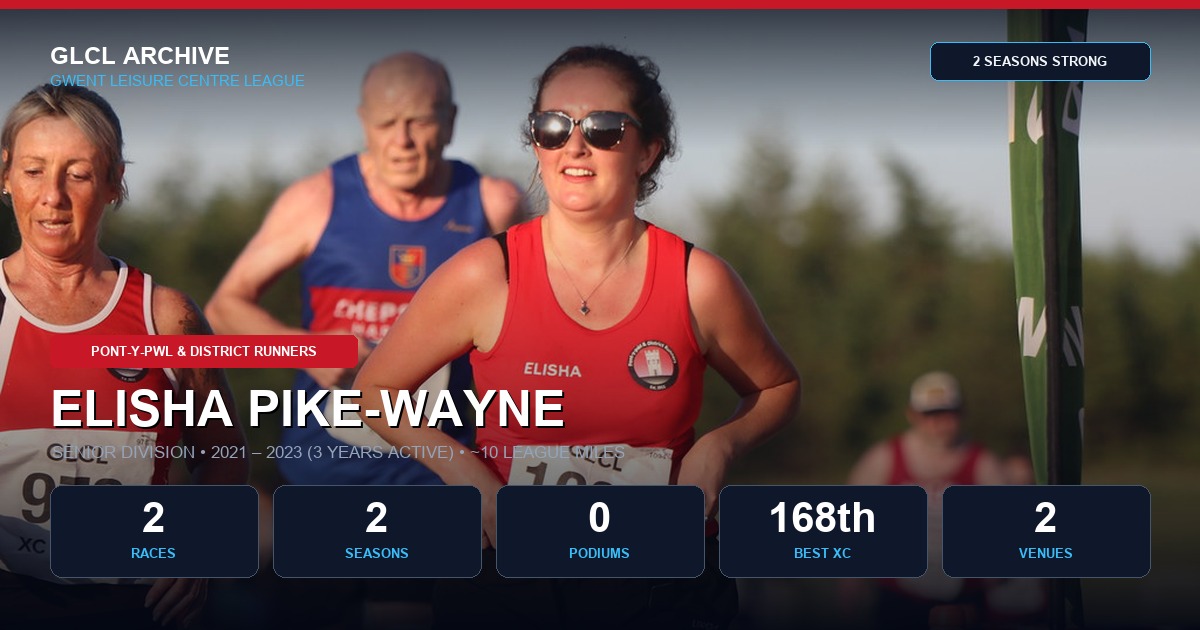 GLCL ARCHIVE
GWENT LEISURE CENTRE LEAGUE
2 SEASONS STRONG
ELISHA
PONT-Y-PWL & DISTRICT RUNNERS
ELISHA PIKE-WAYNE
SENIOR DIVISION • 2021 – 2023 (3 YEARS ACTIVE) • ~10 LEAGUE MILES
GLCL
GLCL
XC
2
RACES
2
SEASONS
0
PODIUMS
168th
BEST XC
2
VENUES